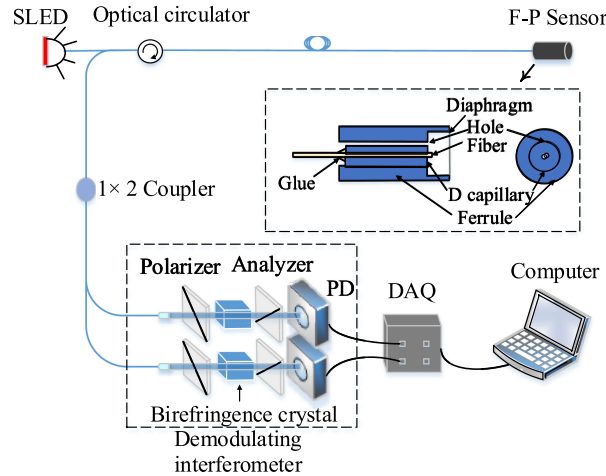 SLED
Optical circulator
F-P Sensor
Diaphragm
Hole
Fiber
Glue
D capillary
Ferrule
1× 2 Coupler
Polarizer
Analyzer
PD
DAQ
Computer
Birefringence crystal
Demodulating
interferometer